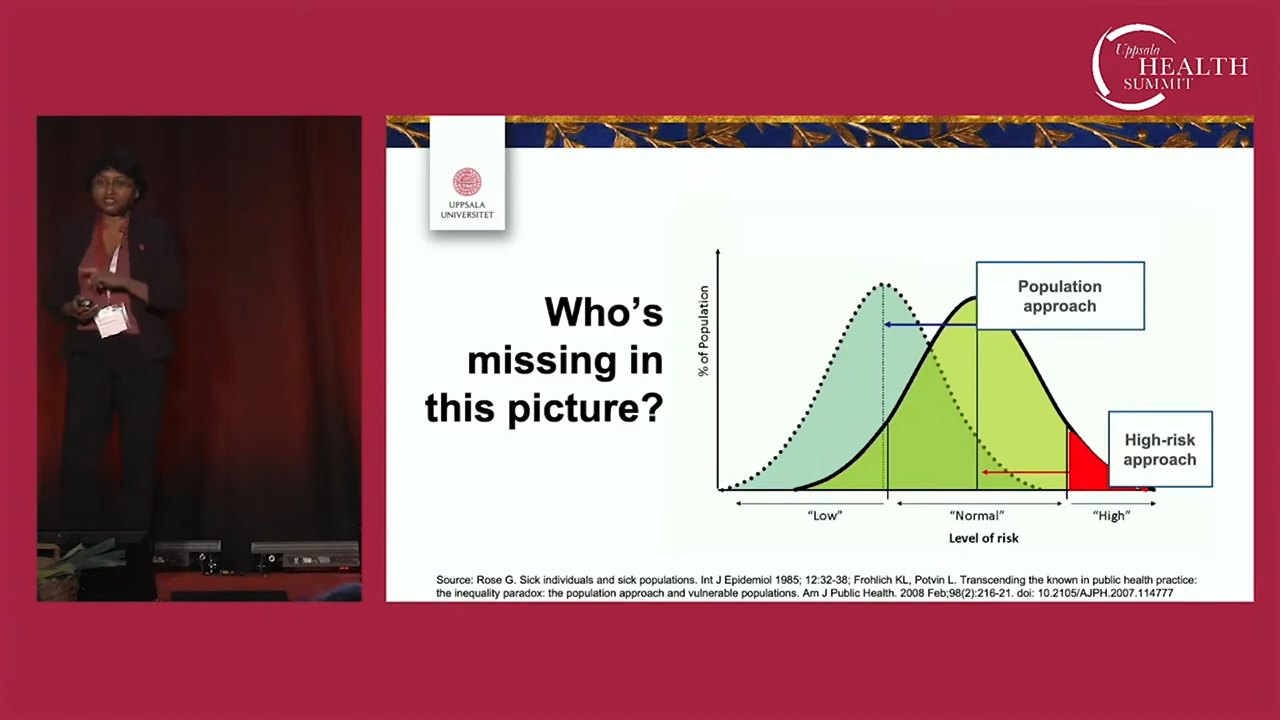 Uppsala
HEALTH
SUMMIT
UPPSALA
UNIVERSITET
Who's
missing in
this picture?
% of Population
Population
approach
High-risk
approach
“Low”
“Normal”
“High”
Level of risk
Source: Rose G. Sick individuals and sick populations. Int J Epidemiol 1985; 12:32-38; Frohlich KL, Potvin L. Transcending the known in public health practice:
the inequality paradox: the population approach and vulnerable populations. Am J Public Health. 2008 Feb;98(2):216-21. doi: 10.2105/AJPH.2007.114777